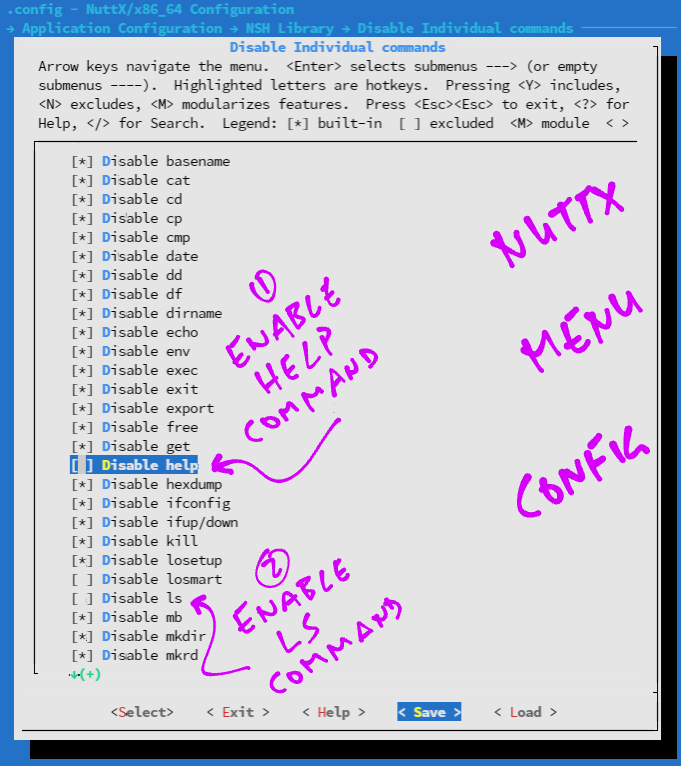 .config - NuttX/x86_64 Configuration
→ Application Configuration → NSH Library → Disable Individual commands
Disable Individual commands
Arrow keys navigate the menu.  <Enter> selects submenus ---> (or empty
submenus ----).  Highlighted letters are hotkeys.  Pressing <Y> includes,
<N> excludes, <M> modularizes features.  Press <Esc><Esc> to exit, <?> for
Help, </> for Search.  Legend: [*] built-in  [ ] excluded  <M> module  < >
[*] Disable basename
[*] Disable cat
[*] Disable cd
[*] Disable cp
[*] Disable cmp
[*] Disable date
[*] Disable dd
[*] Disable df
[*] Disable dirname
[*] Disable echo
[*] Disable env
[*] Disable exec
[*] Disable exit
[*] Disable export
[*] Disable free
[*] Disable get
[ ] Disable help
[*] Disable hexdump
[*] Disable ifconfig
[*] Disable ifup/down
[*] Disable kill
[*] Disable losetup
[ ] Disable losmart
[ ] Disable ls
[*] Disable mb
[*] Disable mkdir
[*] Disable mkrd
↓(+)
<Select>    < Exit >    < Help >    < Save >    < Load >
NUTTX
MENU
CONFIG
1
ENABLE
HELP
COMMAND
2
ENABLE
LS
COMMAND